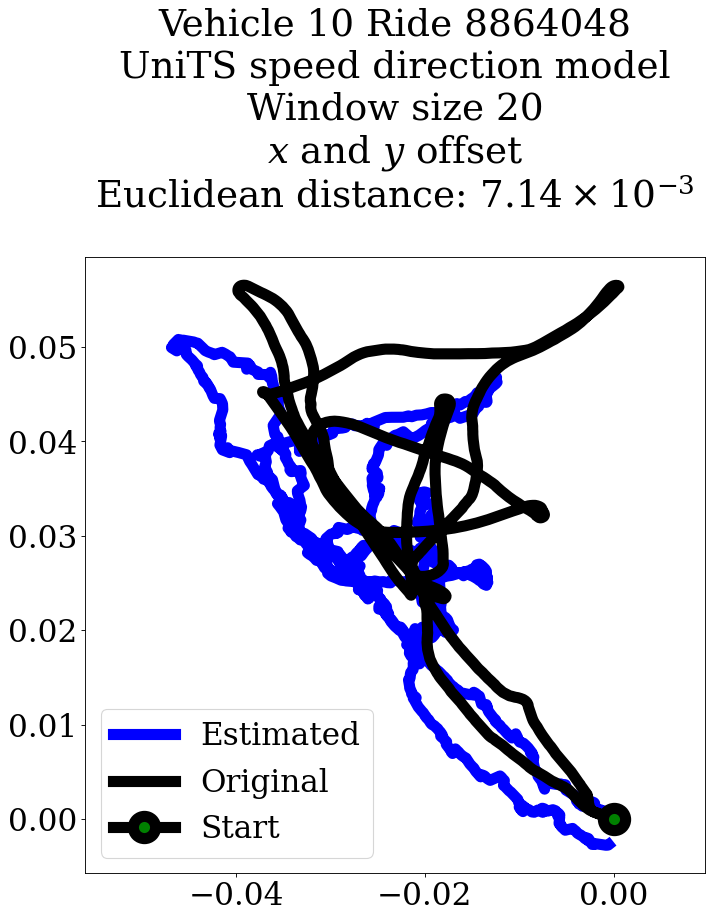 Vehicle 10 Ride 8864048
UniTS speed direction model
Window size 20
x and y offset
Euclidean distance: 7.14 × 10⁻³
0.05
0.04
0.03
0.02
0.01
0.00
Estimated
Original
Start
−0.04 −0.02 0.00